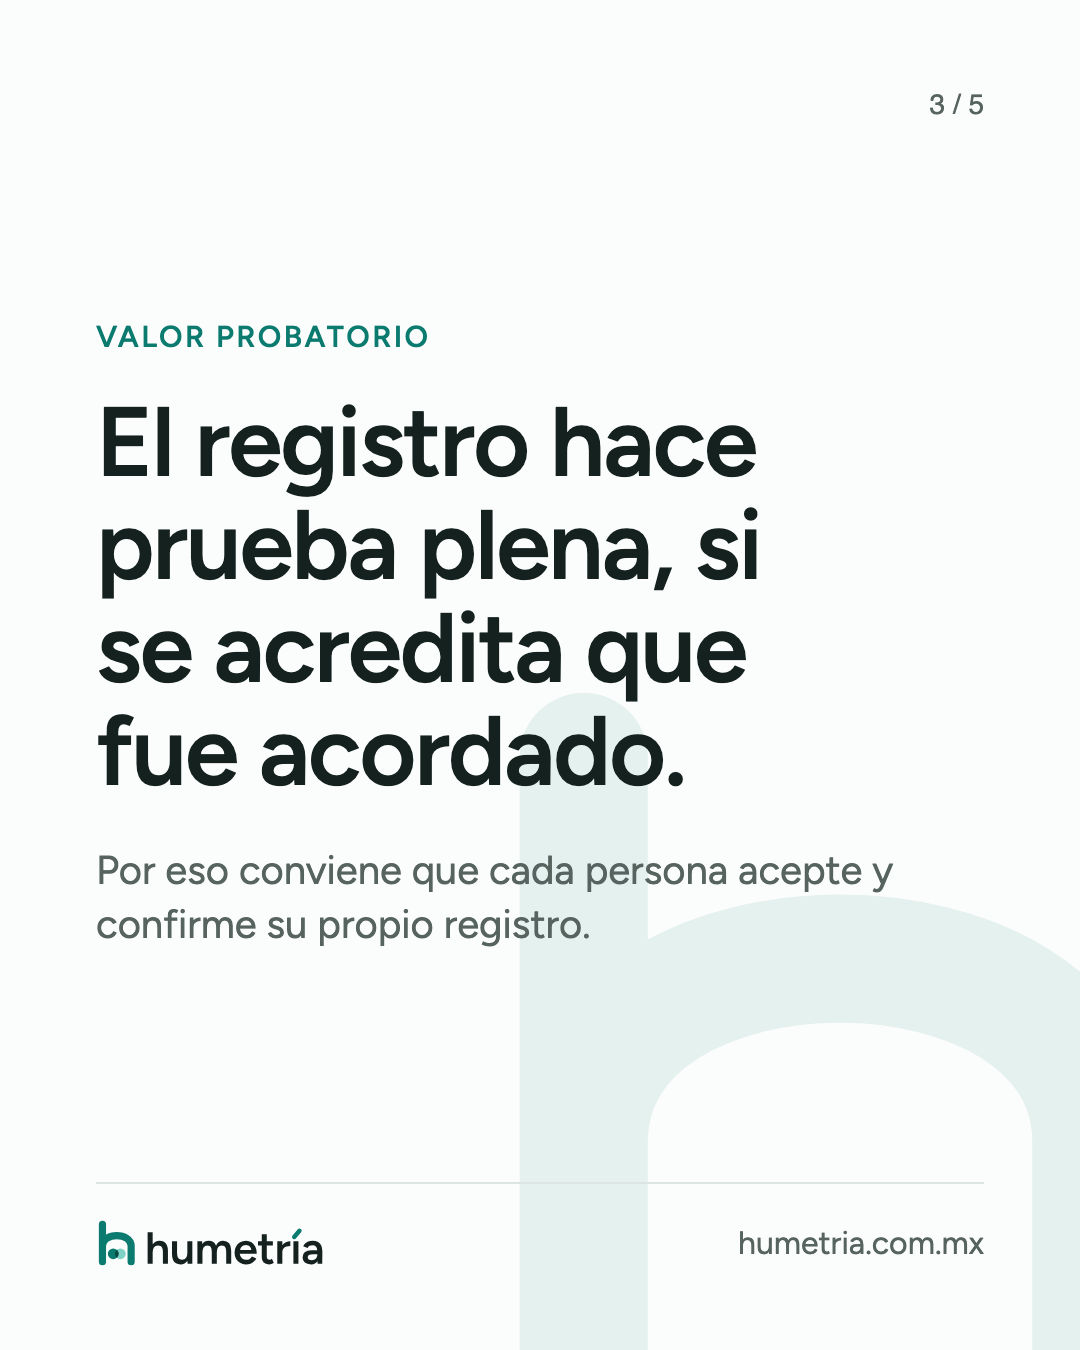 3 / 5
VALOR PROBATORIO
El registro hace
prueba plena, si
se acredita que
fue acordado.
Por eso conviene que cada persona acepte y
confirme su propio registro.
humetría
humetria.com.mx